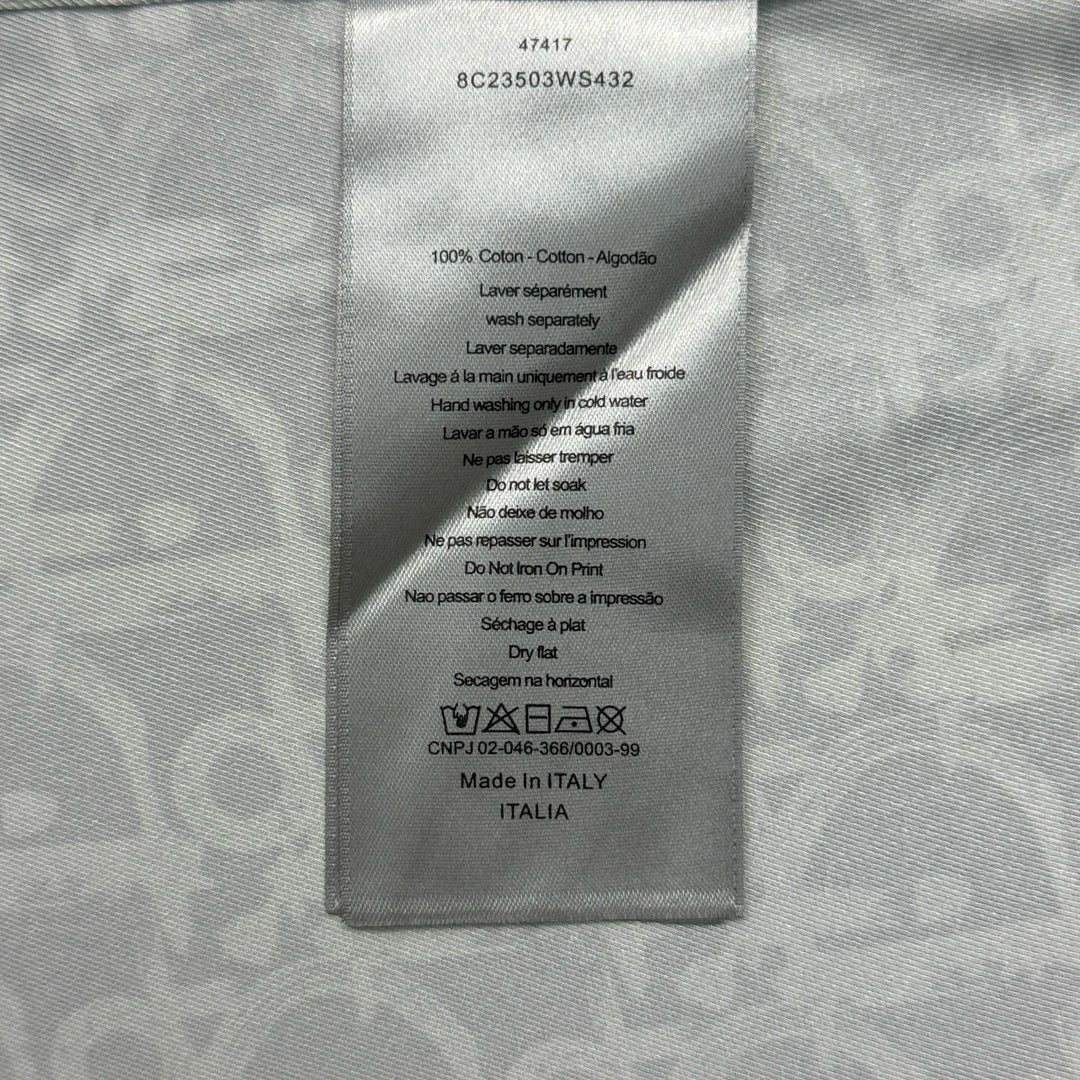 47417
8C23503WS432
100% Coton - Cotton - Algodão
Laver séparément
wash separately
Laver separadamente
Lavage á la main uniquement à l'eau froide
Hand washing only in cold water
Lavar a mão só em água fria
Ne pas laisser tremper
Do not let soak
Não deixe de molho
Ne pas repasser sur l'impression
Do Not Iron On Print
Nao passar o ferro sobre a impressão
Séchage à plat
Dry flat
Secagem na horizontal
CNPJ 02-046-366/0003-99
Made In ITALY
ITALIA